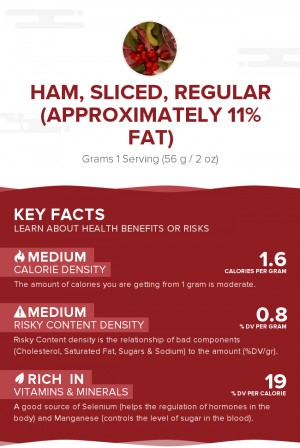 HAM, SLICED, REGULAR
(APPROXIMATELY 11%
FAT)
Grams 1 Serving (56 g / 2 oz)
KEY FACTS
LEARN ABOUT HEALTH BENEFITS OR RISKS
MEDIUM
CALORIE DENSITY
1.6
CALORIES PER GRAM
The amount of calories you are getting from 1 gram is moderate.
MEDIUM
RISKY CONTENT DENSITY
0.8
% DV PER GRAM
Risky Content density is the relationship of bad components
(Cholesterol, Saturated Fat, Sugars & Sodium) to the amount (%DV/gr).
RICH IN
VITAMINS & MINERALS
19
% DV PER CALORIE
A good source of Selenium (helps the regulation of hormones in the
body) and Manganese (controls the level of sugar in the blood).